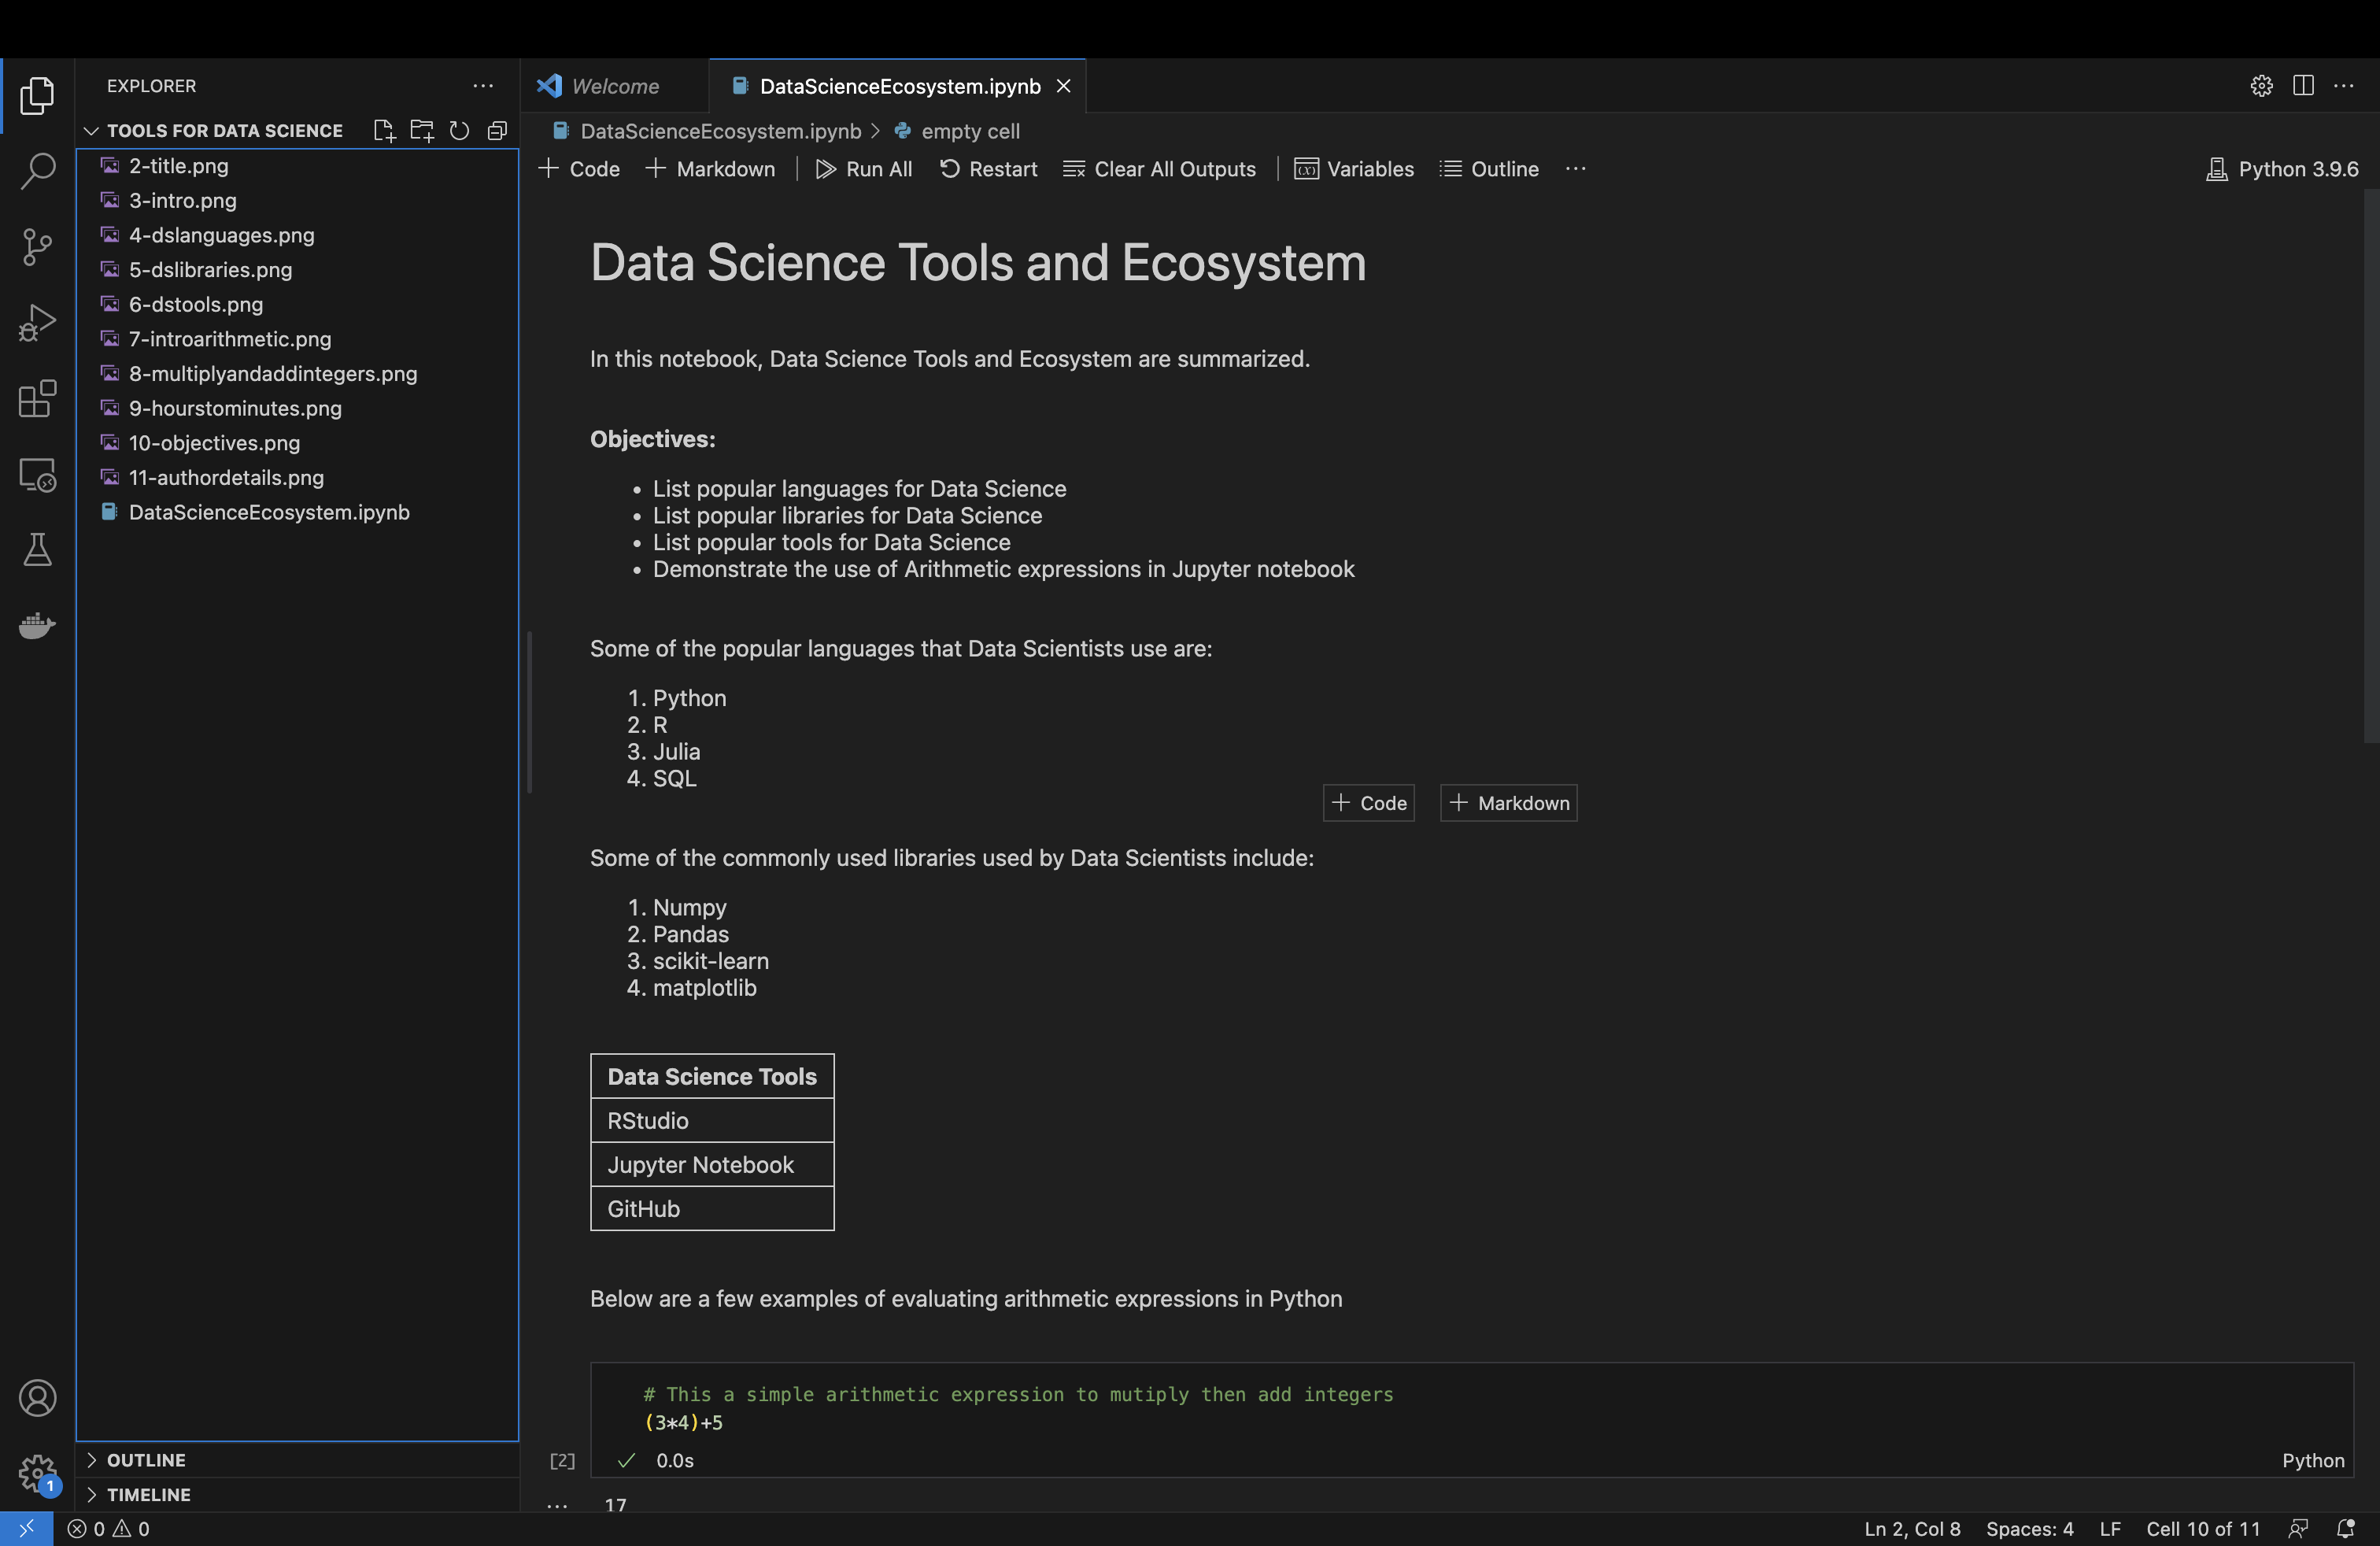 EXPLORER
TOOLS FOR DATA SCIENCE
2-title.png
3-intro.png
4-dslanguages.png
5-dslibraries.png
6-dstools.png
7-introarithmetic.png
8-multiplyandaddintegers.png
9-hourstominutes.png
10-objectives.png
11-authordetails.png
DataScienceEcosystem.ipynb
OUTLINE
TIMELINE
1
Welcome
DataScienceEcosystem.ipynb
DataScienceEcosystem.ipynb > empty cell
+ Code + Markdown | Run All Restart Clear All Outputs | (x) Variables Outline ... Python 3.9.6
Data Science Tools and Ecosystem
In this notebook, Data Science Tools and Ecosystem are summarized.
Objectives:
• List popular languages for Data Science
• List popular libraries for Data Science
• List popular tools for Data Science
• Demonstrate the use of Arithmetic expressions in Jupyter notebook
Some of the popular languages that Data Scientists use are:
1. Python
2. R
3. Julia
4. SQL
+ Code + Markdown
Some of the commonly used libraries used by Data Scientists include:
1. Numpy
2. Pandas
3. scikit-learn
4. matplotlib
Data Science Tools
RStudio
Jupyter Notebook
GitHub
Below are a few examples of evaluating arithmetic expressions in Python
# This a simple arithmetic expression to mutiply then add integers
(3*4)+5
[2] ✓ 0.0s Python
... 17
0 0 Ln 2, Col 8 Spaces: 4 LF Cell 10 of 11